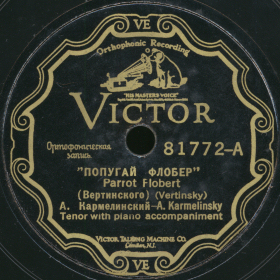 VE
Orthophonic Recording
"HIS MASTER'S VOICE"
VICTOR
Ортофоническая
запись
81772-A
"ПОПУГАЙ ФЛОБЕР"
Parrot Flobert
(Вертинского) (Vertinsky)
А. Кармелинский-A. Karmelinsky
Tenor with piano accompaniment
VICTOR TALKING MACHINE CO.
Camden, N.J.
VE